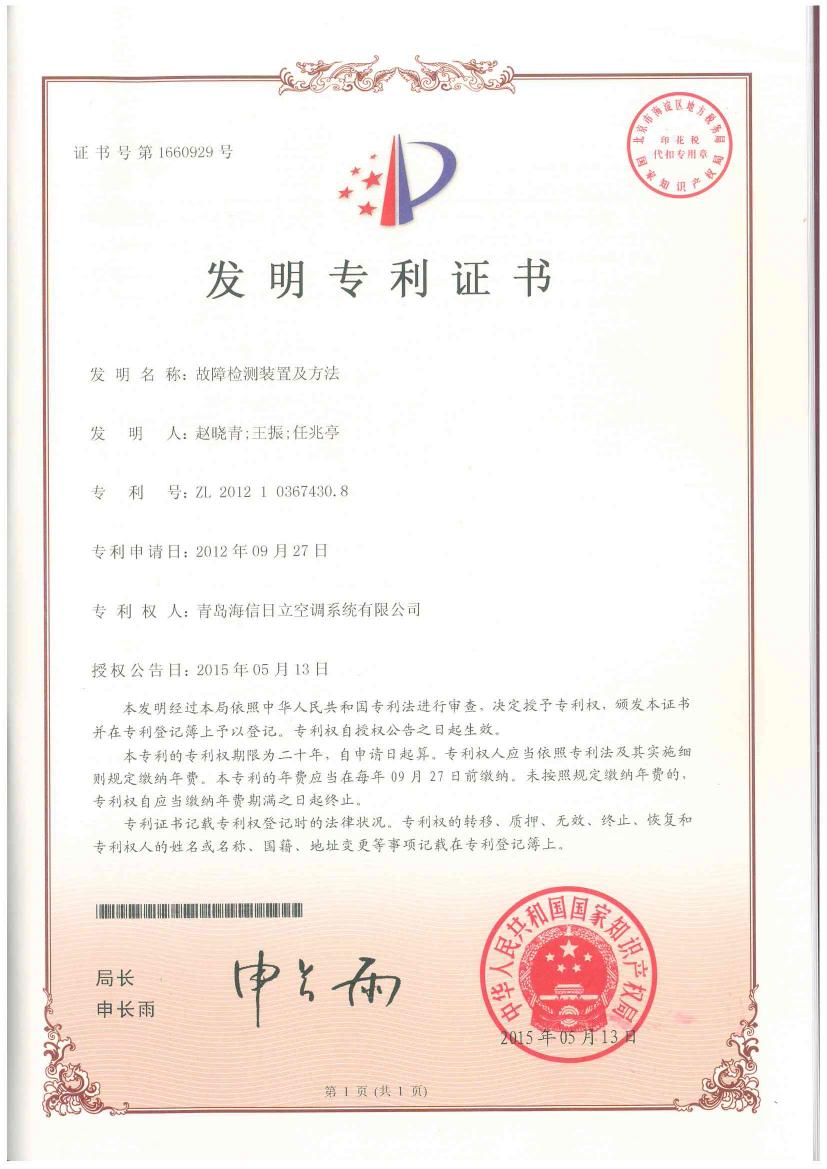 证书号第1660929号
北京市海淀区地方税务局
印花税
代扣专用章
国家知识产权局
发明专利证书
发明名称：故障检测装置及方法
发明人：赵晓青;王振;任兆亭
专利号：ZL 2012 1 0367430.8
专利申请日：2012年09月27日
专利权人：青岛海信日立空调系统有限公司
授权公告日：2015年05月13日
本发明经过本局依照中华人民共和国专利法进行审查，决定授予专利权，颁发本证书
并在专利登记簿上予以登记。专利权自授权公告之日起生效。
本专利的专利权期限为二十年，自申请日起算。专利权人应当依照专利法及其实施细
则规定缴纳年费。本专利的年费应当在每年09月27日前缴纳。未按照规定缴纳年费的，
专利权自应当缴纳年费期满之日起终止。
专利证书记载专利权登记时的法律状况。专利权的转移、质押、无效、终止、恢复和
专利权人的姓名或名称、国籍、地址变更等事项记载在专利登记簿上。
局长
申长雨
申长雨
中华人民共和国国家知识产权局
2015年05月13日
第1页(共1页)